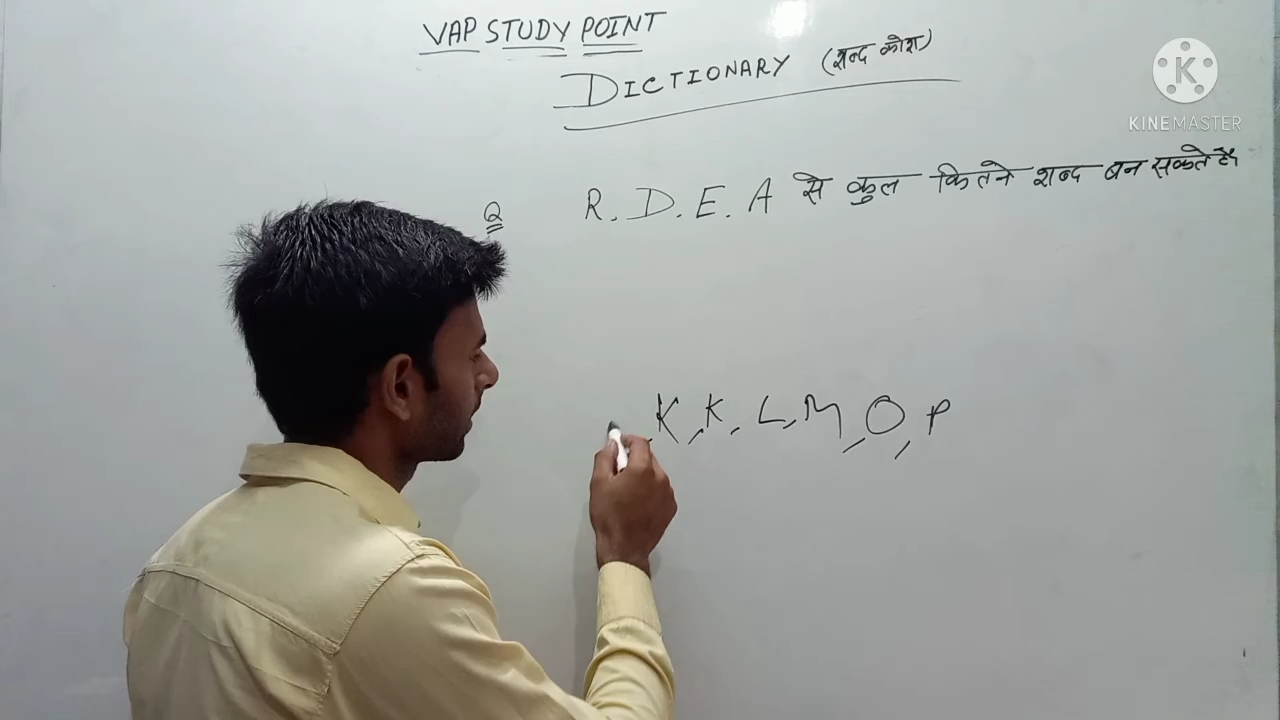 VAP STUDY POINT
DICTIONARY (शब्द कोश)
K
KINEMASTER
Q R. D. E. A से कुल कितने शब्द बन सकते हैं
K, K, L, M, O, P